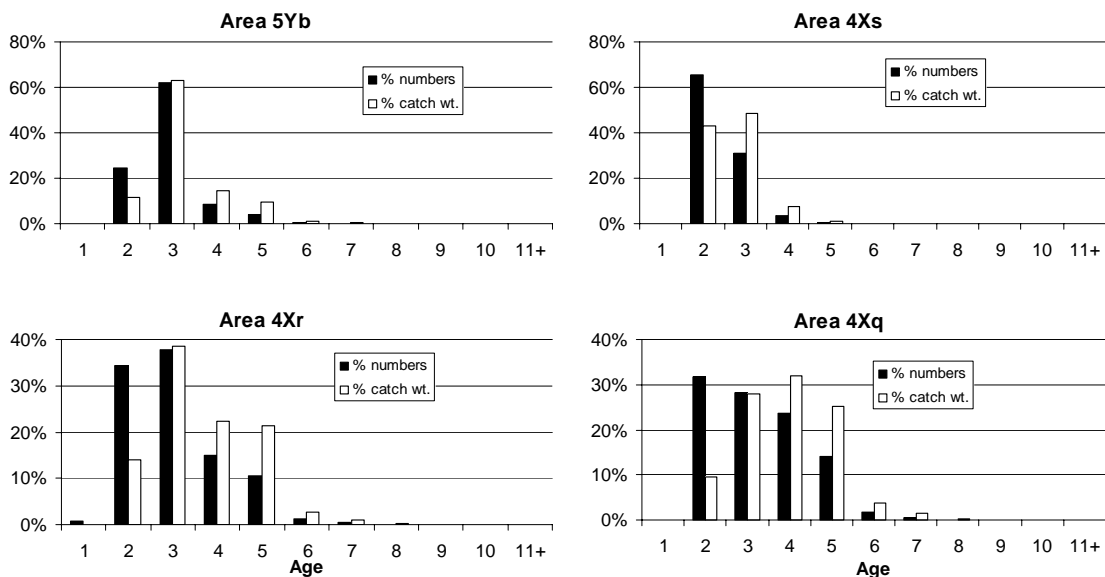 Area 5Yb
80%
60%
40%
20%
0%
% numbers
% catch wt.
1 2 3 4 5 6 7 8 9 10 11+
Area 4Xs
80%
60%
40%
20%
0%
% numbers
% catch wt.
1 2 3 4 5 6 7 8 9 10 11+
Area 4Xr
40%
30%
20%
10%
0%
% numbers
% catch wt.
1 2 3 4 5 6 7 8 9 10 11+
Age
Area 4Xq
40%
30%
20%
10%
0%
% numbers
% catch wt.
1 2 3 4 5 6 7 8 9 10 11+
Age